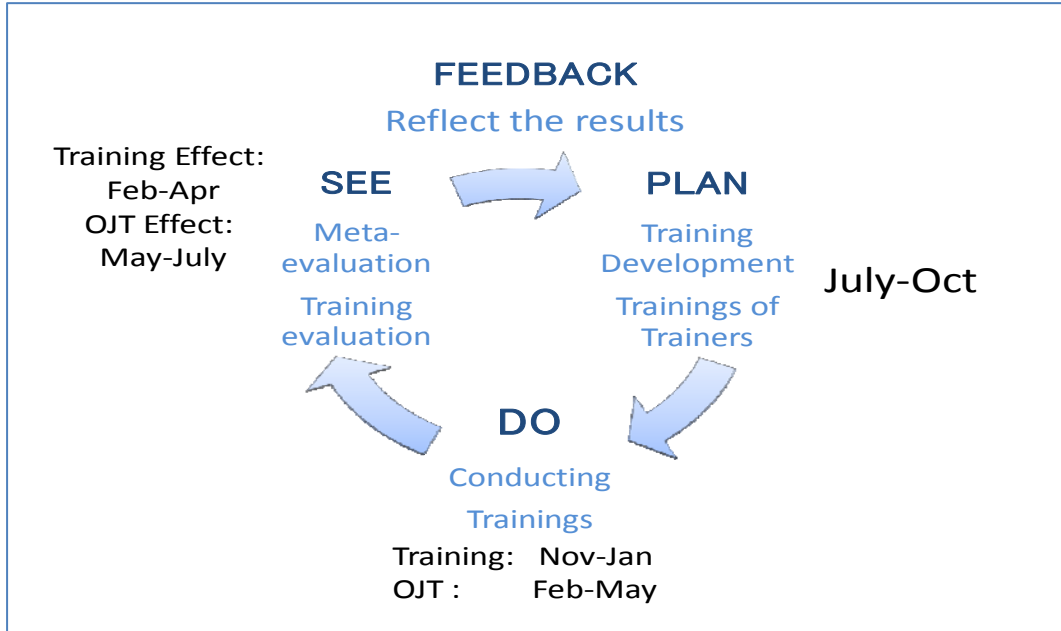 FEEDBACK
Reflect the results
Training Effect:
Feb-Apr
OJT Effect:
May-July
SEE
Meta-
evaluation
Training
evaluation
PLAN
Training
Development
Trainings of
Trainers
July-Oct
DO
Conducting
Trainings
Training: Nov-Jan
OJT : Feb-May